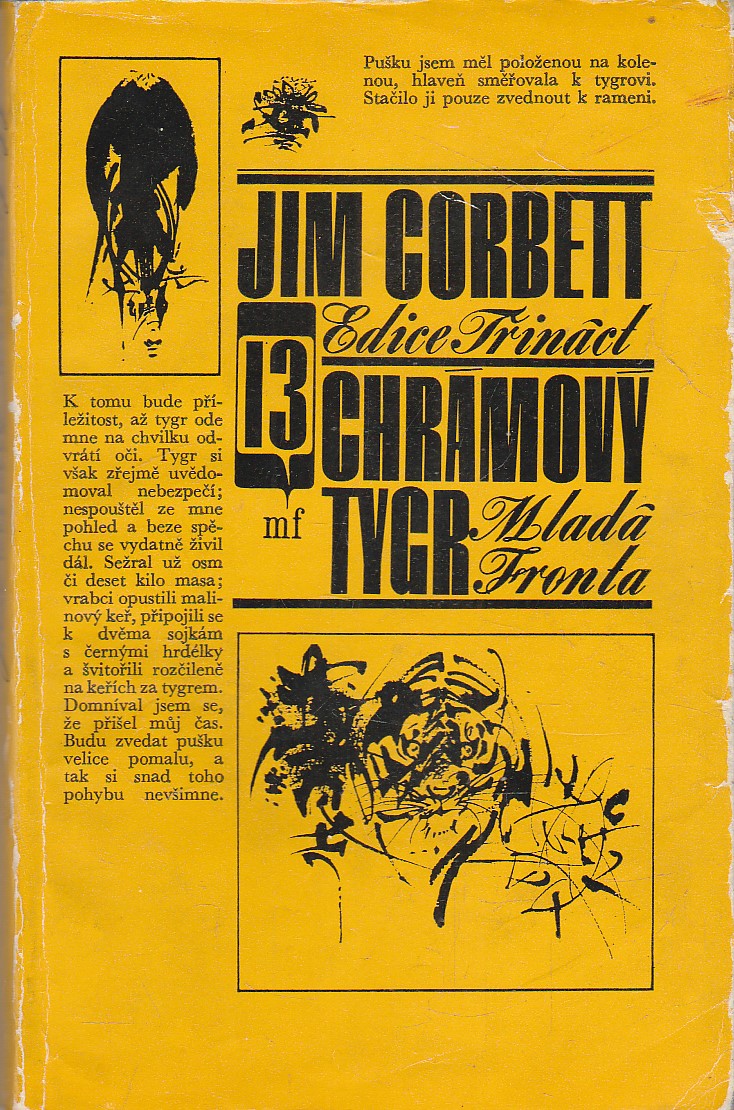 Pušku jsem měl položenou na kole-
nou, hlaveň směřovala k tygrovi.
Stačilo ji pouze zvednout k rameni.
JIM CORBETT
Edice Třináct
13
mf
CHRÁMOVÝ
TYGR
Mladá
Fronta
K tomu bude pří-
ležitost, až tygr ode
mne na chvilku od-
vrátí oči. Tygr si
však zřejmě uvědo-
moval nebezpečí;
nespouštěl ze mne
pohled a beze spě-
chu se vydatně živil
dál. Sežral už osm
či deset kilo masa;
vrabci opustili mali-
nový keř, připojili se
k dvěma sojkám
s černými hrdélky
a švitořili rozčileně
na keřích za tygrem.
Domníval jsem se,
že přišel můj čas.
Budu zvedat pušku
velice pomalu, a
tak si snad toho
pohybu nevšimne.